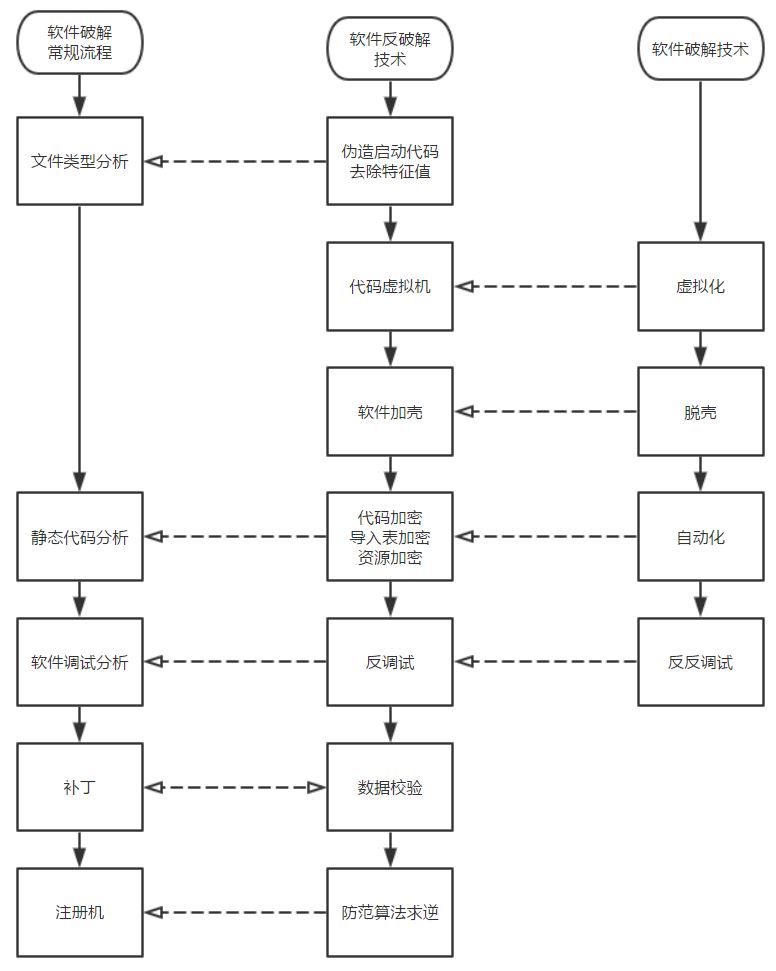 软件破解
常规流程
软件反破解
技术
软件破解技术
文件类型分析
伪造启动代码
去除特征值
代码虚拟机
虚拟化
软件加壳
脱壳
静态代码分析
代码加密
导入表加密
资源加密
自动化
软件调试分析
反调试
反反调试
补丁
数据校验
注册机
防范算法求逆